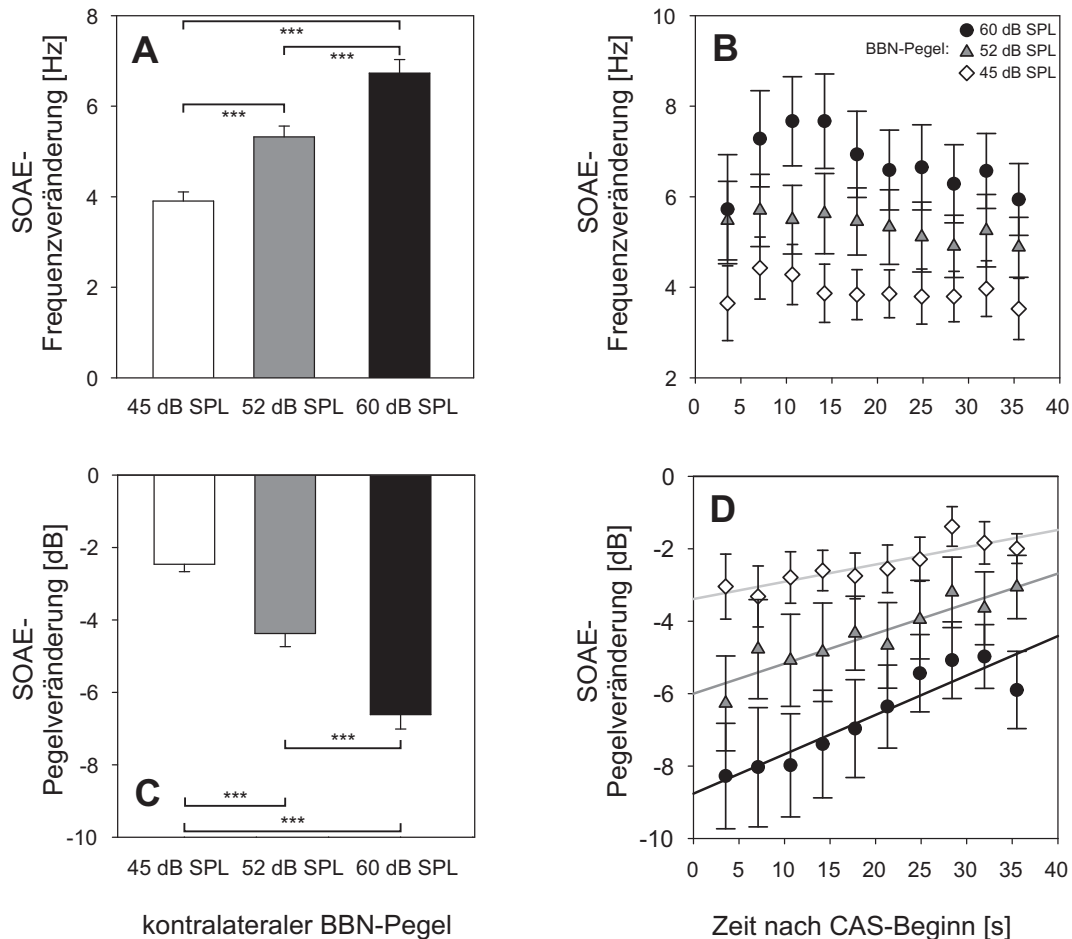 A
SOAE-
Frequenzveränderung [Hz]
8
6
4
2
0
***
***
***
45 dB SPL
52 dB SPL
60 dB SPL
B
BBN-Pegel:
60 dB SPL
52 dB SPL
45 dB SPL
SOAE-
Frequenzveränderung [Hz]
10
8
6
4
2
0
5
10
15
20
25
30
35
40
C
SOAE-
Pegelveränderung [dB]
0
-2
-4
-6
-8
-10
***
***
***
45 dB SPL
52 dB SPL
60 dB SPL
kontralateraler BBN-Pegel
D
SOAE-
Pegelveränderung [dB]
0
-2
-4
-6
-8
-10
0
5
10
15
20
25
30
35
40
Zeit nach CAS-Beginn [s]